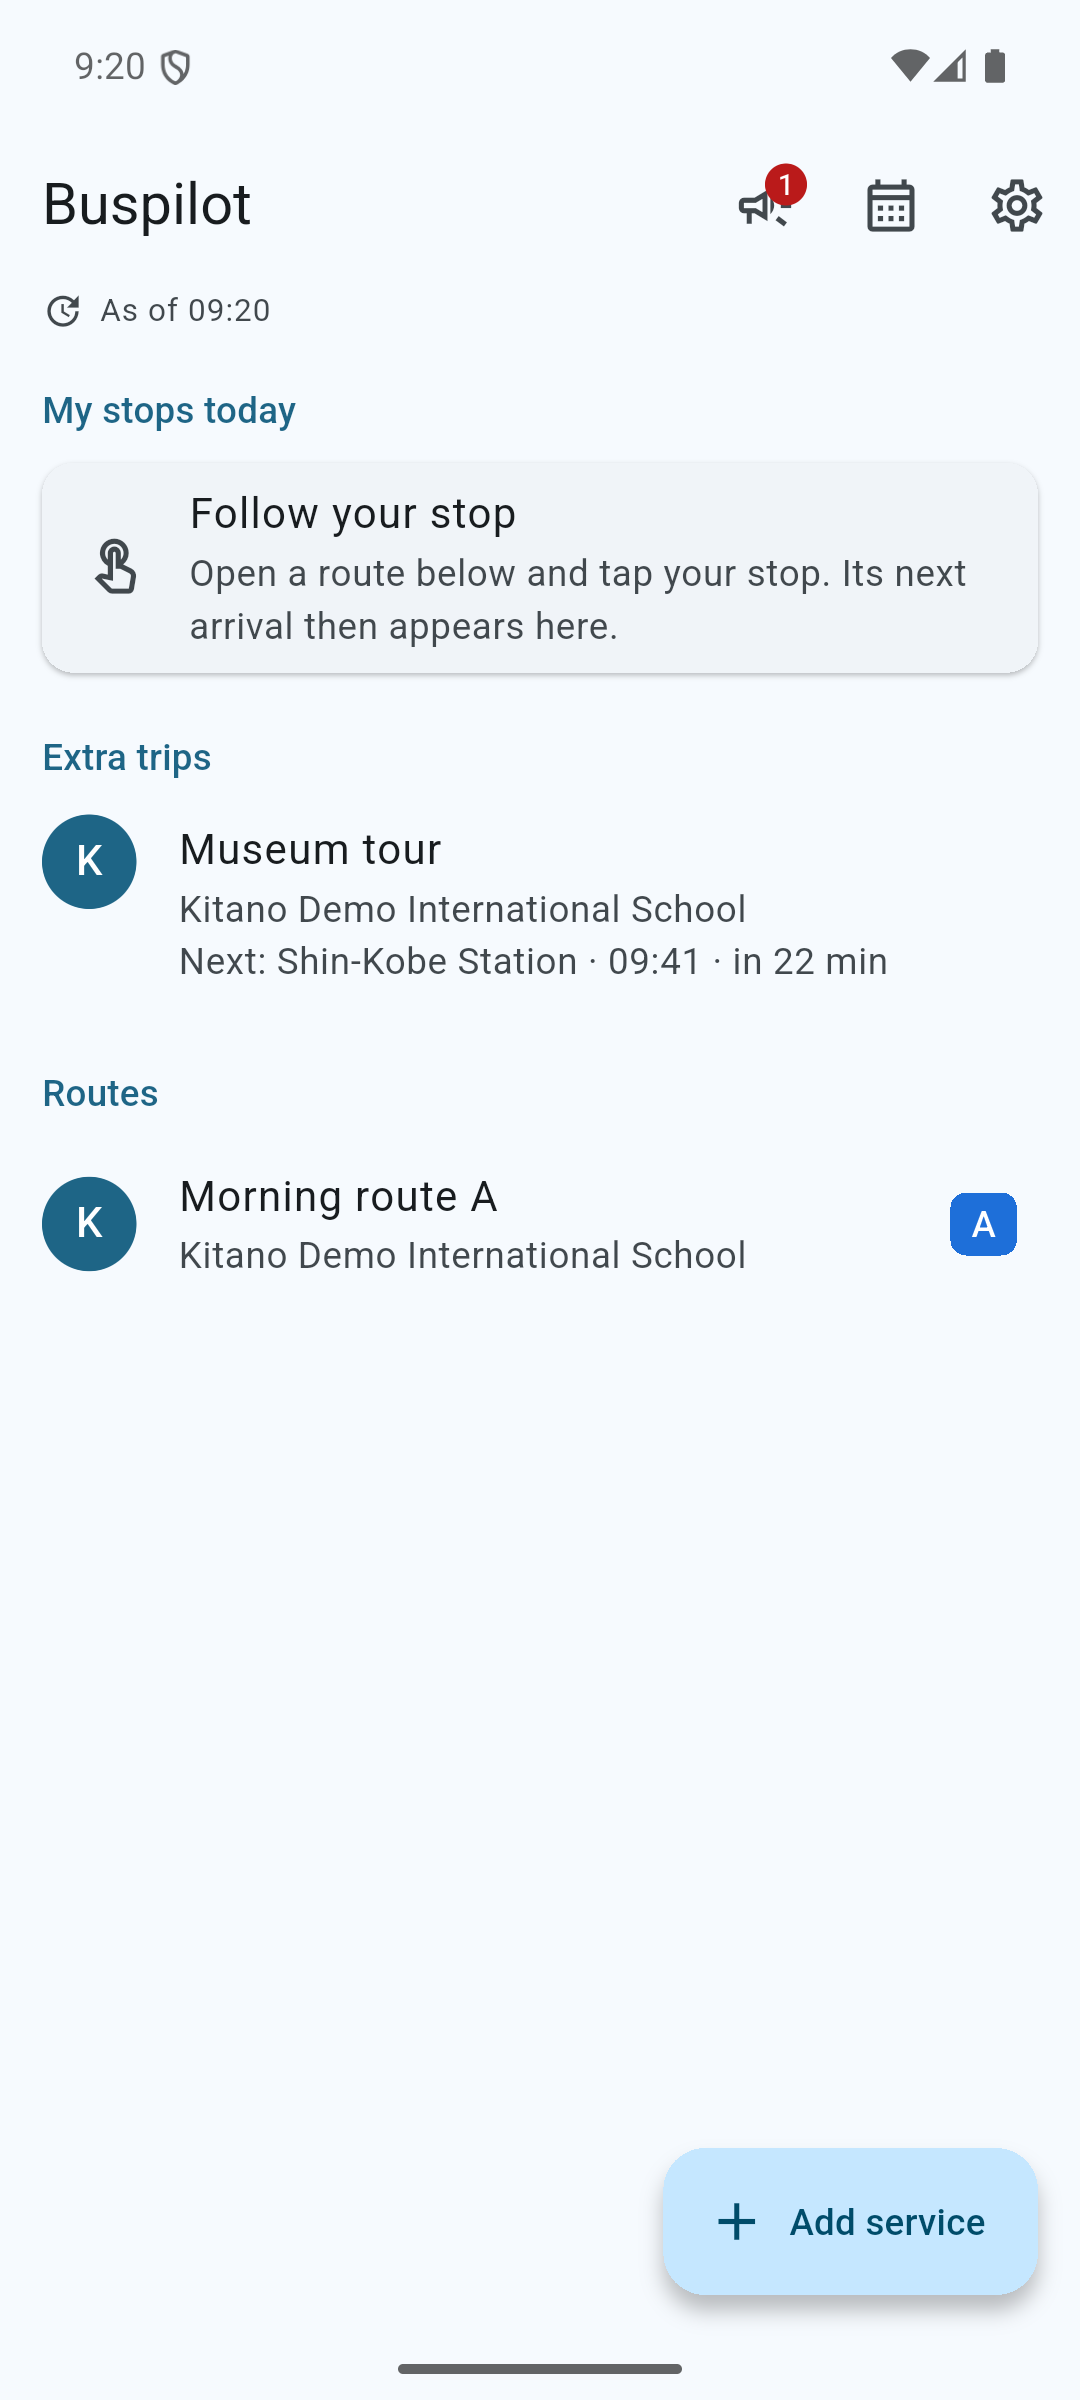 9:20
Buspilot
1
As of 09:20
My stops today
Follow your stop
Open a route below and tap your stop. Its next
arrival then appears here.
Extra trips
K
Museum tour
Kitano Demo International School
Next: Shin-Kobe Station · 09:41 · in 22 min
Routes
K
Morning route A
Kitano Demo International School
A
Add service